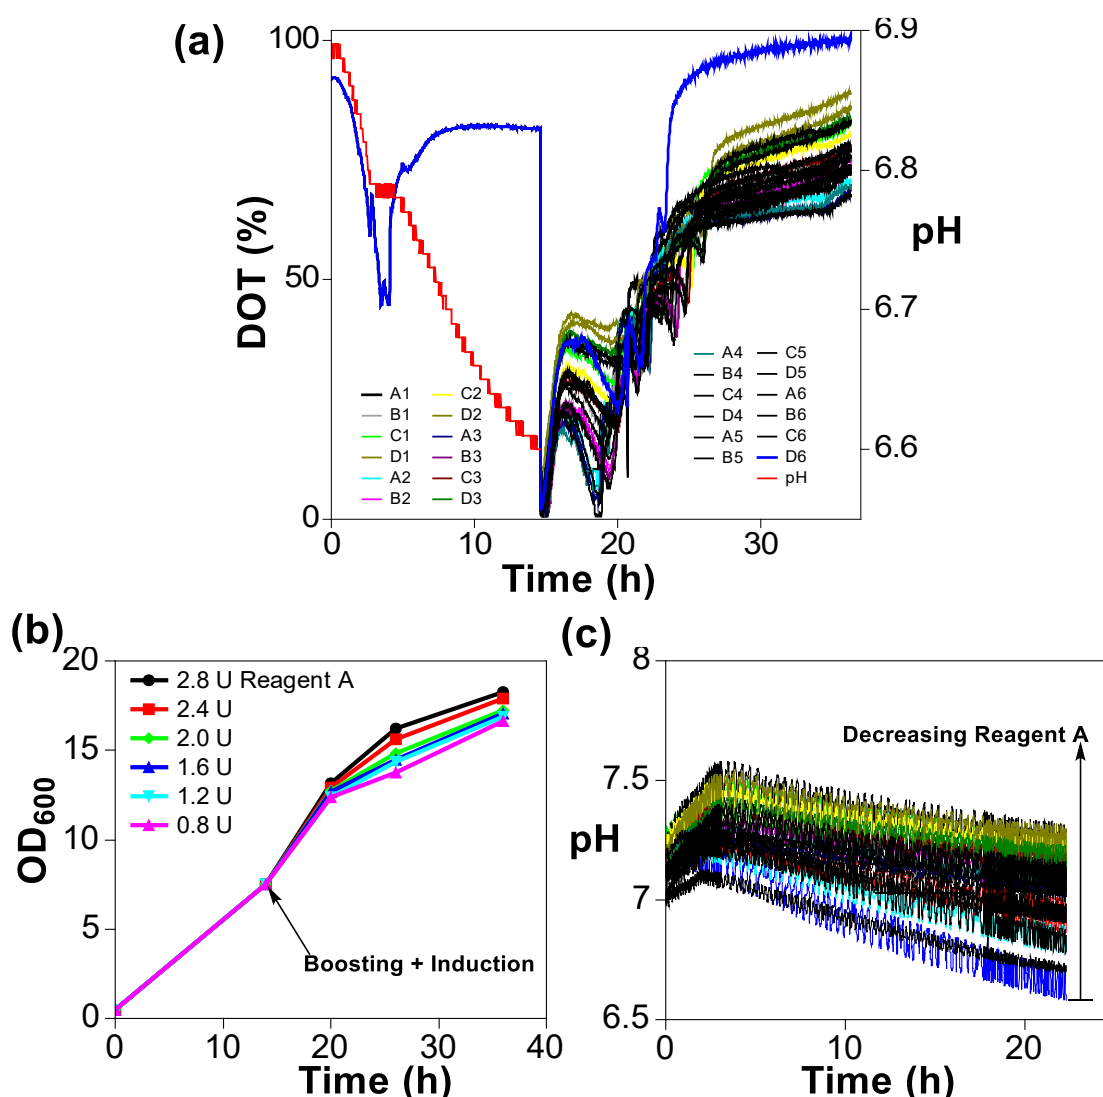 (a)
100
50
0
DOT (%)
6.9
6.8
6.7
6.6
pH
A1
B1
C1
D1
A2
B2
C2
D2
A3
B3
C3
D3
A4
B4
C4
D4
A5
B5
C5
D5
A6
B6
C6
D6
pH
0 10 20 30
Time (h)
(b)
20
15
10
5
0
OD600
2.8 U Reagent A
2.4 U
2.0 U
1.6 U
1.2 U
0.8 U
Boosting + Induction
0 10 20 30 40
Time (h)
(c)
8
7.5
7
6.5
pH
Decreasing Reagent A
0 10 20
Time (h)